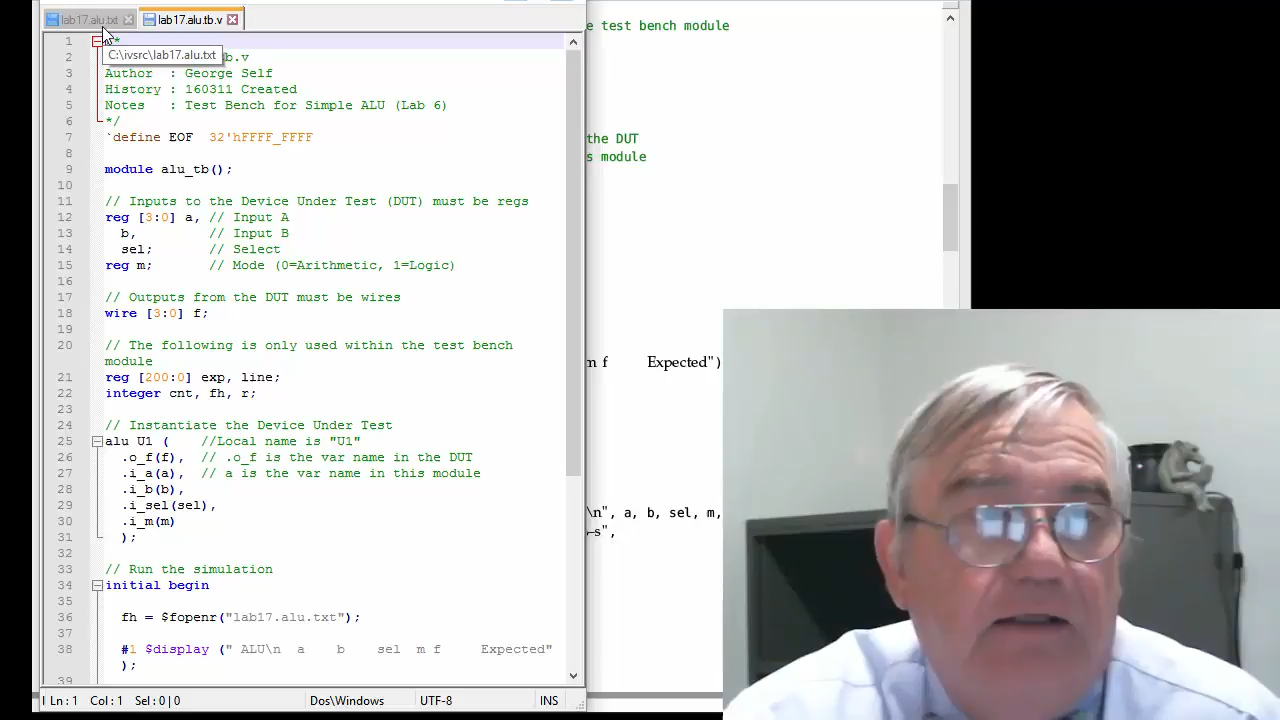 lab17.alu.txt lab17.alu.tb.v
1 *
C:\ivsrc\lab17.alu.txt
2 b.v
3 Author : George Self
4 History : 160311 Created
5 Notes : Test Bench for Simple ALU (Lab 6)
6 */
7 `define EOF 32'hFFFF_FFFF
8
9 module alu_tb();
10
11 // Inputs to the Device Under Test (DUT) must be regs
12 reg [3:0] a, // Input A
13 b, // Input B
14 sel; // Select
15 reg m; // Mode (0=Arithmetic, 1=Logic)
16
17 // Outputs from the DUT must be wires
18 wire [3:0] f;
19
20 // The following is only used within the test bench
module
21 reg [200:0] exp, line;
22 integer cnt, fh, r;
23
24 // Instantiate the Device Under Test
25 alu U1 ( //Local name is "U1"
26 .o_f(f), // .o_f is the var name in the DUT
27 .i_a(a), // a is the var name in this module
28 .i_b(b),
29 .i_sel(sel),
30 .i_m(m)
31 );
32
33 // Run the simulation
34 initial begin
35
36 fh = $fopenr("lab17.alu.txt");
37
38 #1 $display (" ALU\n a b sel m f Expected"
);
39
Ln : 1 Col : 1 Sel : 0 | 0 Dos\Windows UTF-8 INS
e test bench module
the DUT
s module
m f Expected")
\n", a, b, sel, m,
-s",